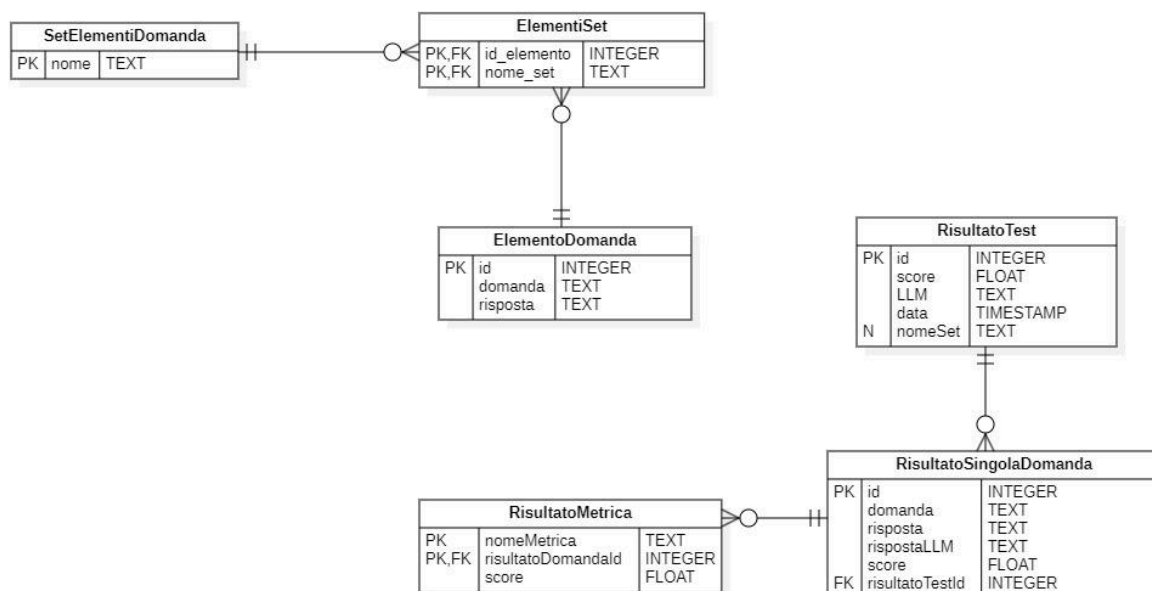 SetElementiDomanda
PK nome TEXT
ElementiSet
PK,FK id_elemento INTEGER
PK,FK nome_set TEXT
ElementoDomanda
PK id INTEGER
domanda TEXT
risposta TEXT
RisultatoTest
PK id INTEGER
score FLOAT
LLM TEXT
data TIMESTAMP
N nomeSet TEXT
RisultatoSingolaDomanda
PK id INTEGER
domanda TEXT
risposta TEXT
rispostaLLM TEXT
score FLOAT
FK risultatoTestId INTEGER
RisultatoMetrica
PK nomeMetrica TEXT
PK,FK risultatoDomandaId INTEGER
score FLOAT